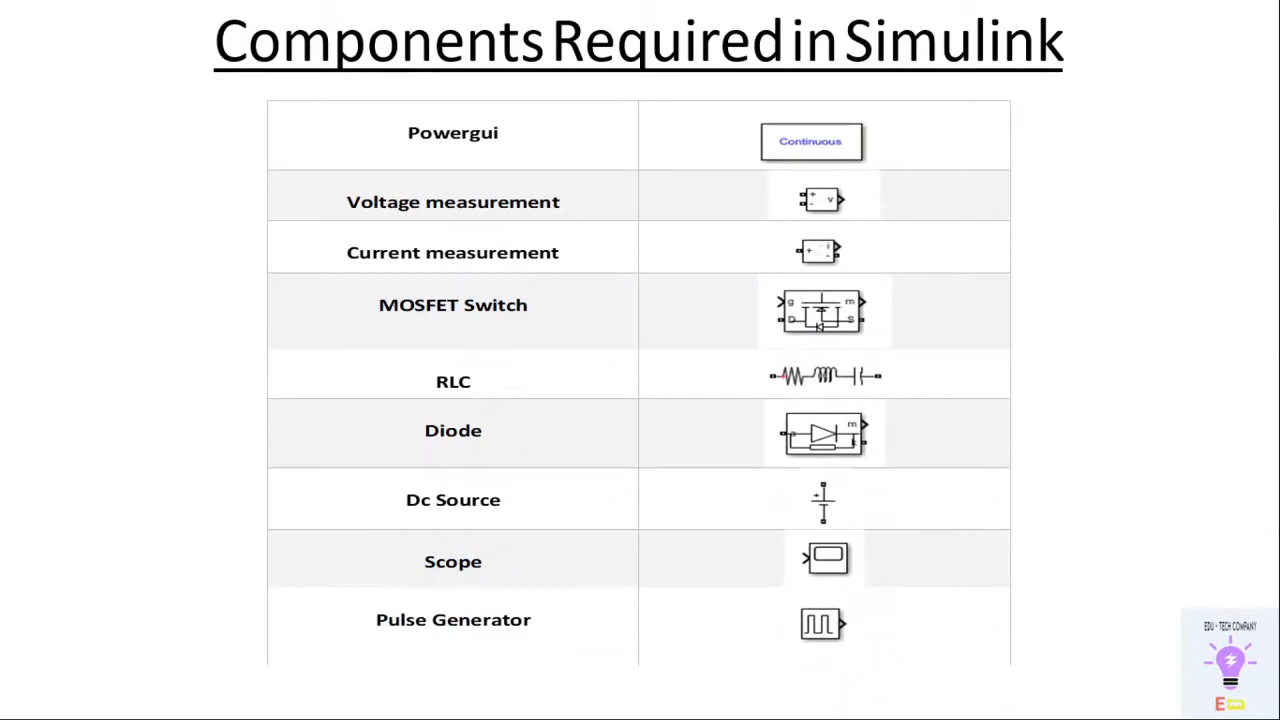 Components Required in Simulink
Powergui
Continuous
Voltage measurement
+
-
v
Current measurement
+
i
-
MOSFET Switch
g
m
D
S
RLC
Diode
m
a
k
Dc Source
+
Scope
Pulse Generator
EDU - TECH COMPANY
E